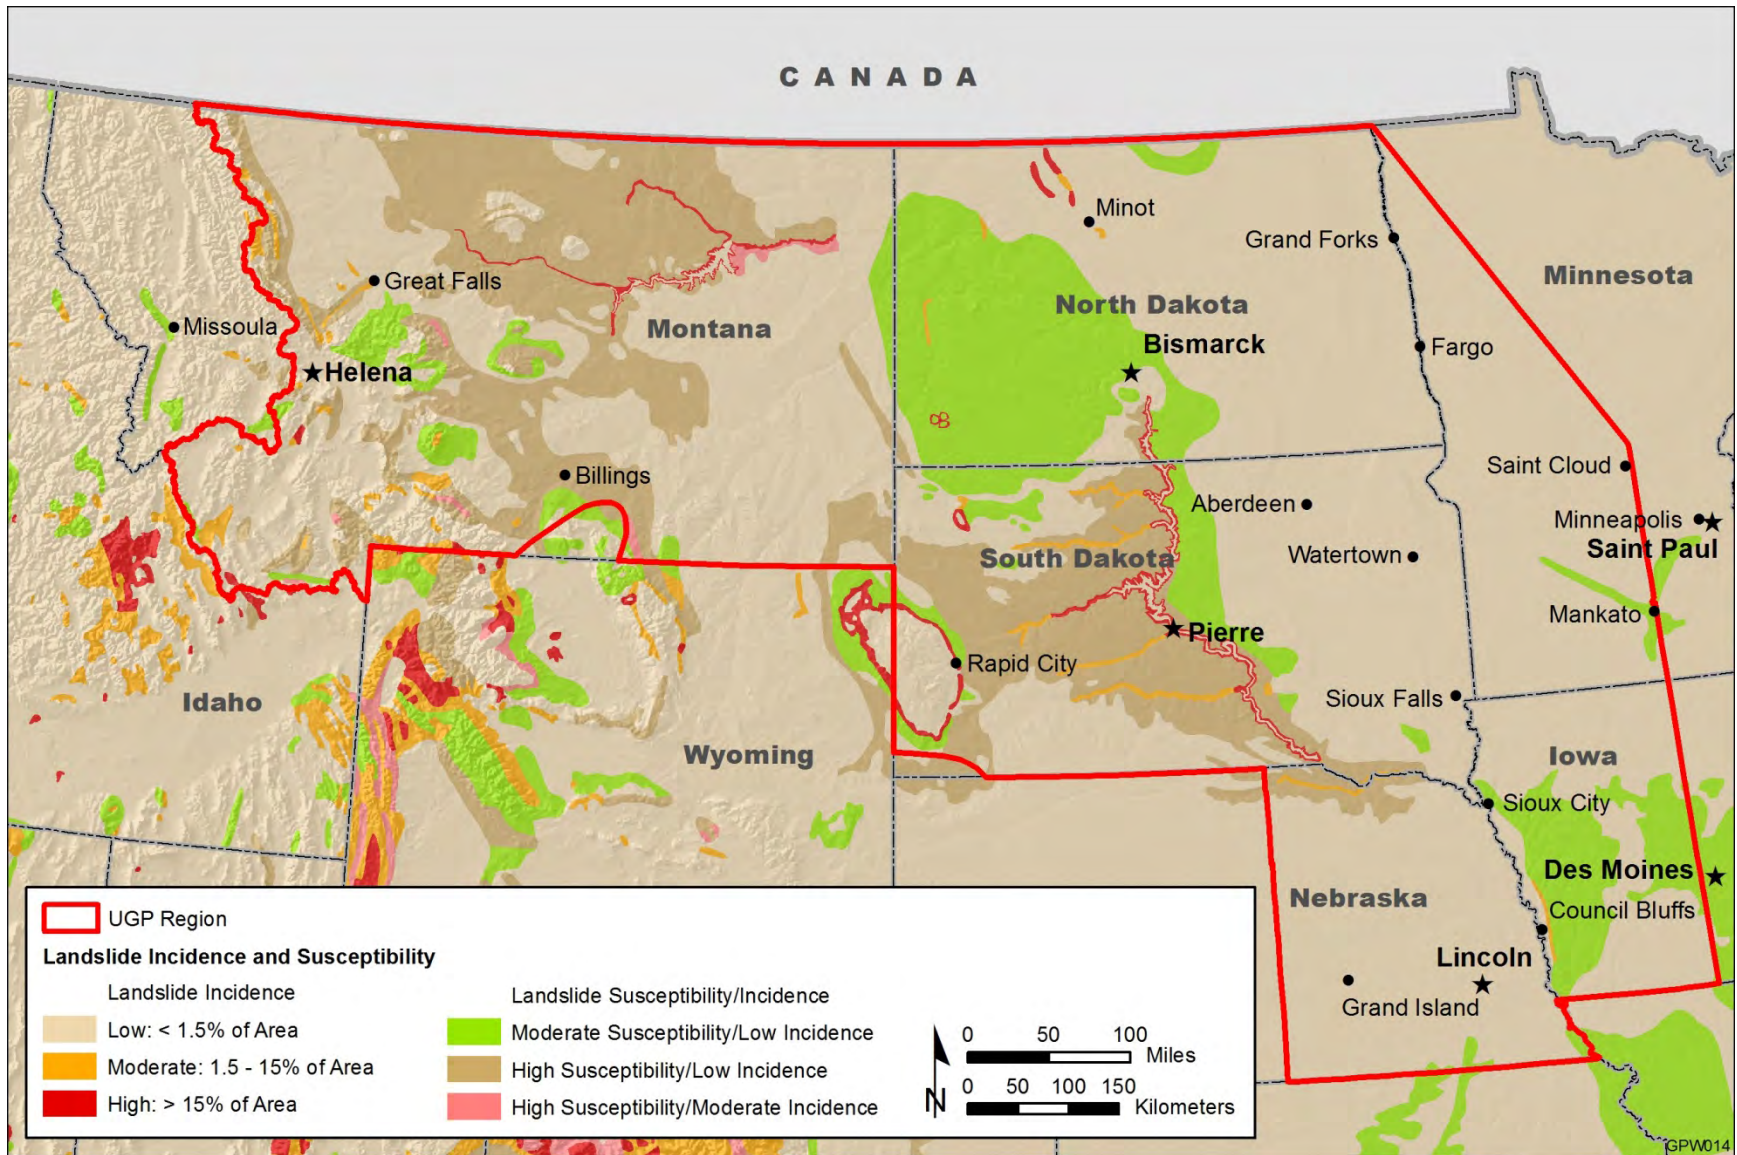 C A N A D A
Minot
Grand Forks
Minnesota
Great Falls
North Dakota
Missoula
Montana
Bismarck
Fargo
Helena
Saint Cloud
Billings
Aberdeen
Minneapolis
Saint Paul
South Dakota
Watertown
Mankato
Pierre
Rapid City
Idaho
Sioux Falls
Wyoming
Iowa
Sioux City
Des Moines
Nebraska
Council Bluffs
Lincoln
Grand Island
UGP Region
Landslide Incidence and Susceptibility
Landslide Incidence
Low: < 1.5% of Area
Moderate: 1.5 - 15% of Area
High: > 15% of Area
Landslide Susceptibility/Incidence
Moderate Susceptibility/Low Incidence
High Susceptibility/Low Incidence
High Susceptibility/Moderate Incidence
N
0 50 100
Miles
0 50 100 150
Kilometers
GPW014